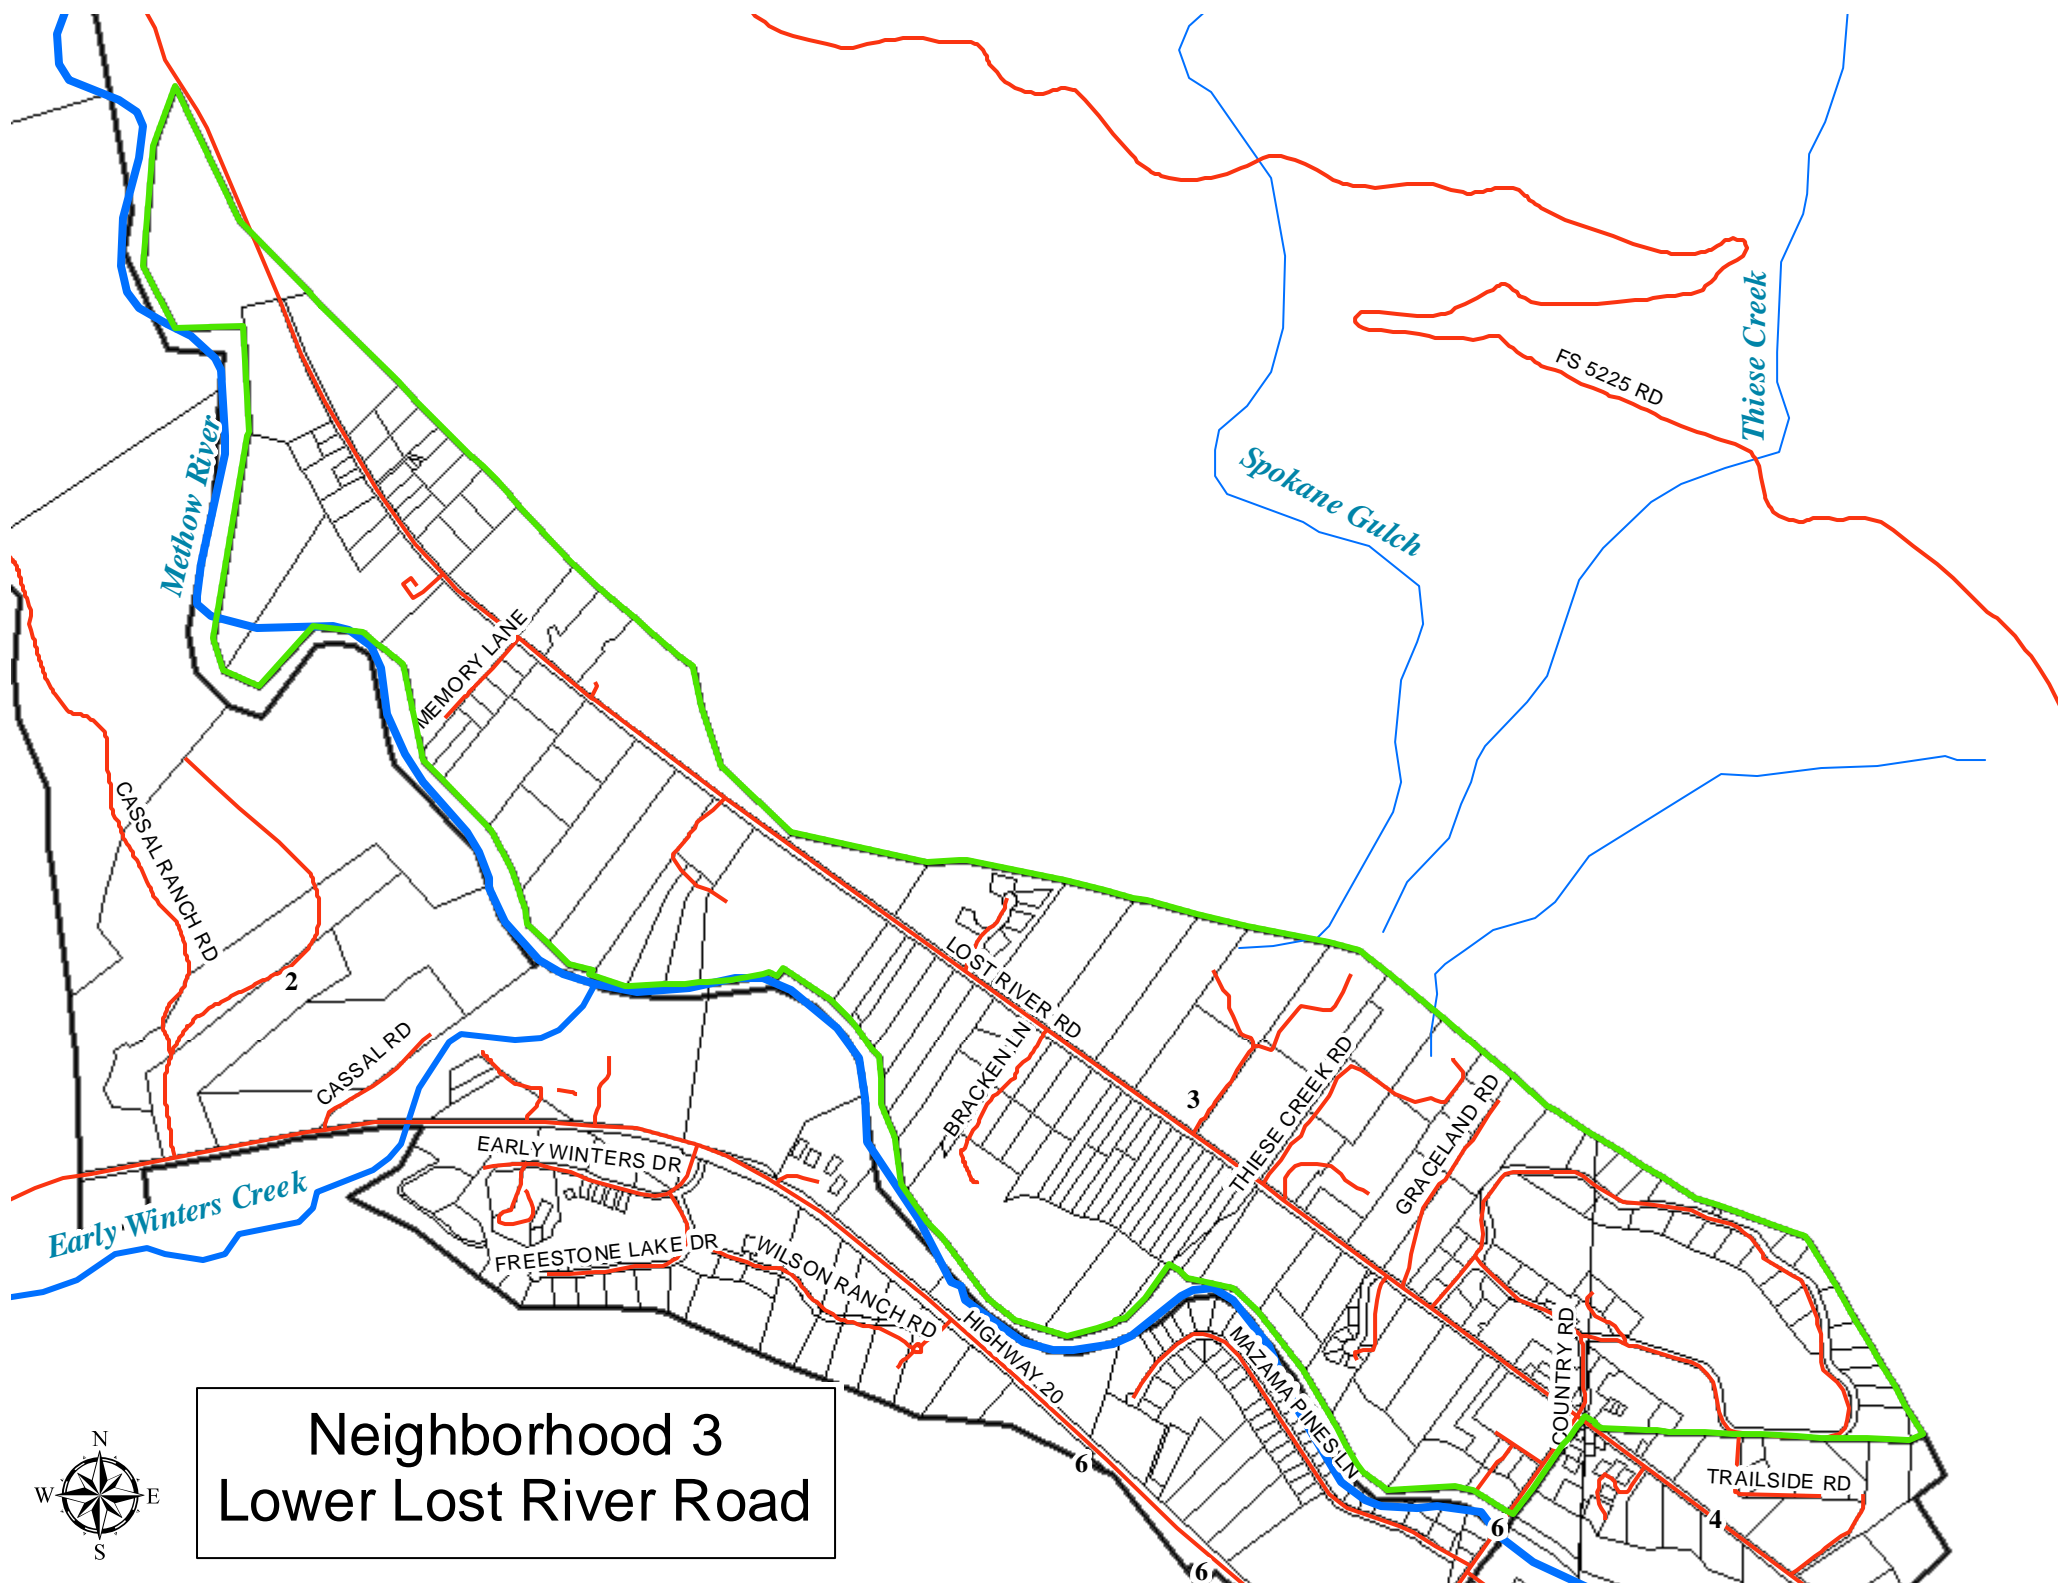 FS 5225 RD
Thiese Creek
Spokane Gulch
Methow River
MEMORY LANE
CASSAL RANCH RD
2
LOST RIVER RD
CASSAL RD
BRACKEN LN
3
THIESE CREEK RD
GRACELAND RD
EARLY WINTERS DR
Early Winters Creek
FREESTONE LAKE DR
WILSON RANCH RD
HIGHWAY 20
MAZAMA PINES LN
COUNTRY RD
Neighborhood 3
Lower Lost River Road
N
W
E
S
6
TRAILSIDE RD
6
4
6